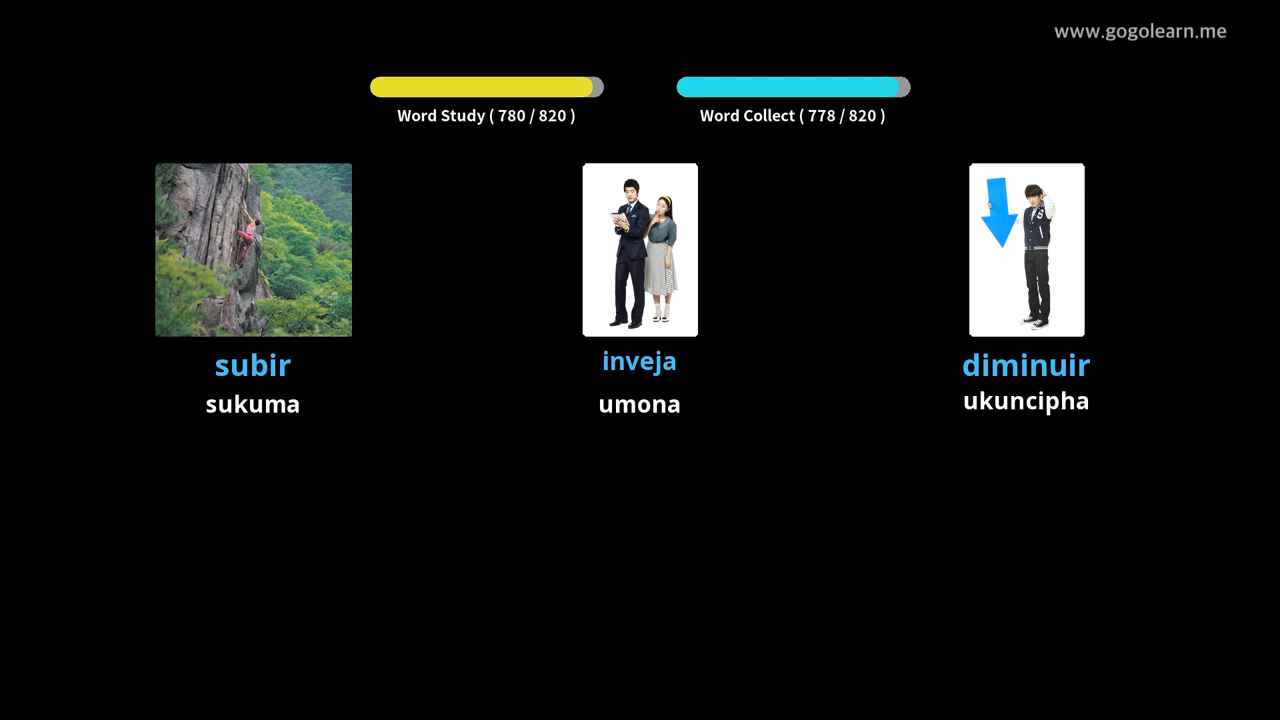 www.gogolearn.me
Word Study ( 780 / 820 )
Word Collect ( 778 / 820 )
subir
inveja
diminuir
sukuma
umona
ukuncipha